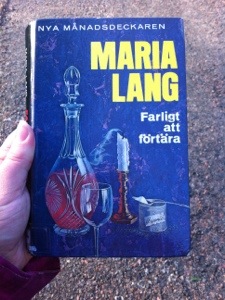 NYA MÅNADSDECKAREN
MARIA
LANG
Farligt
att
förtära